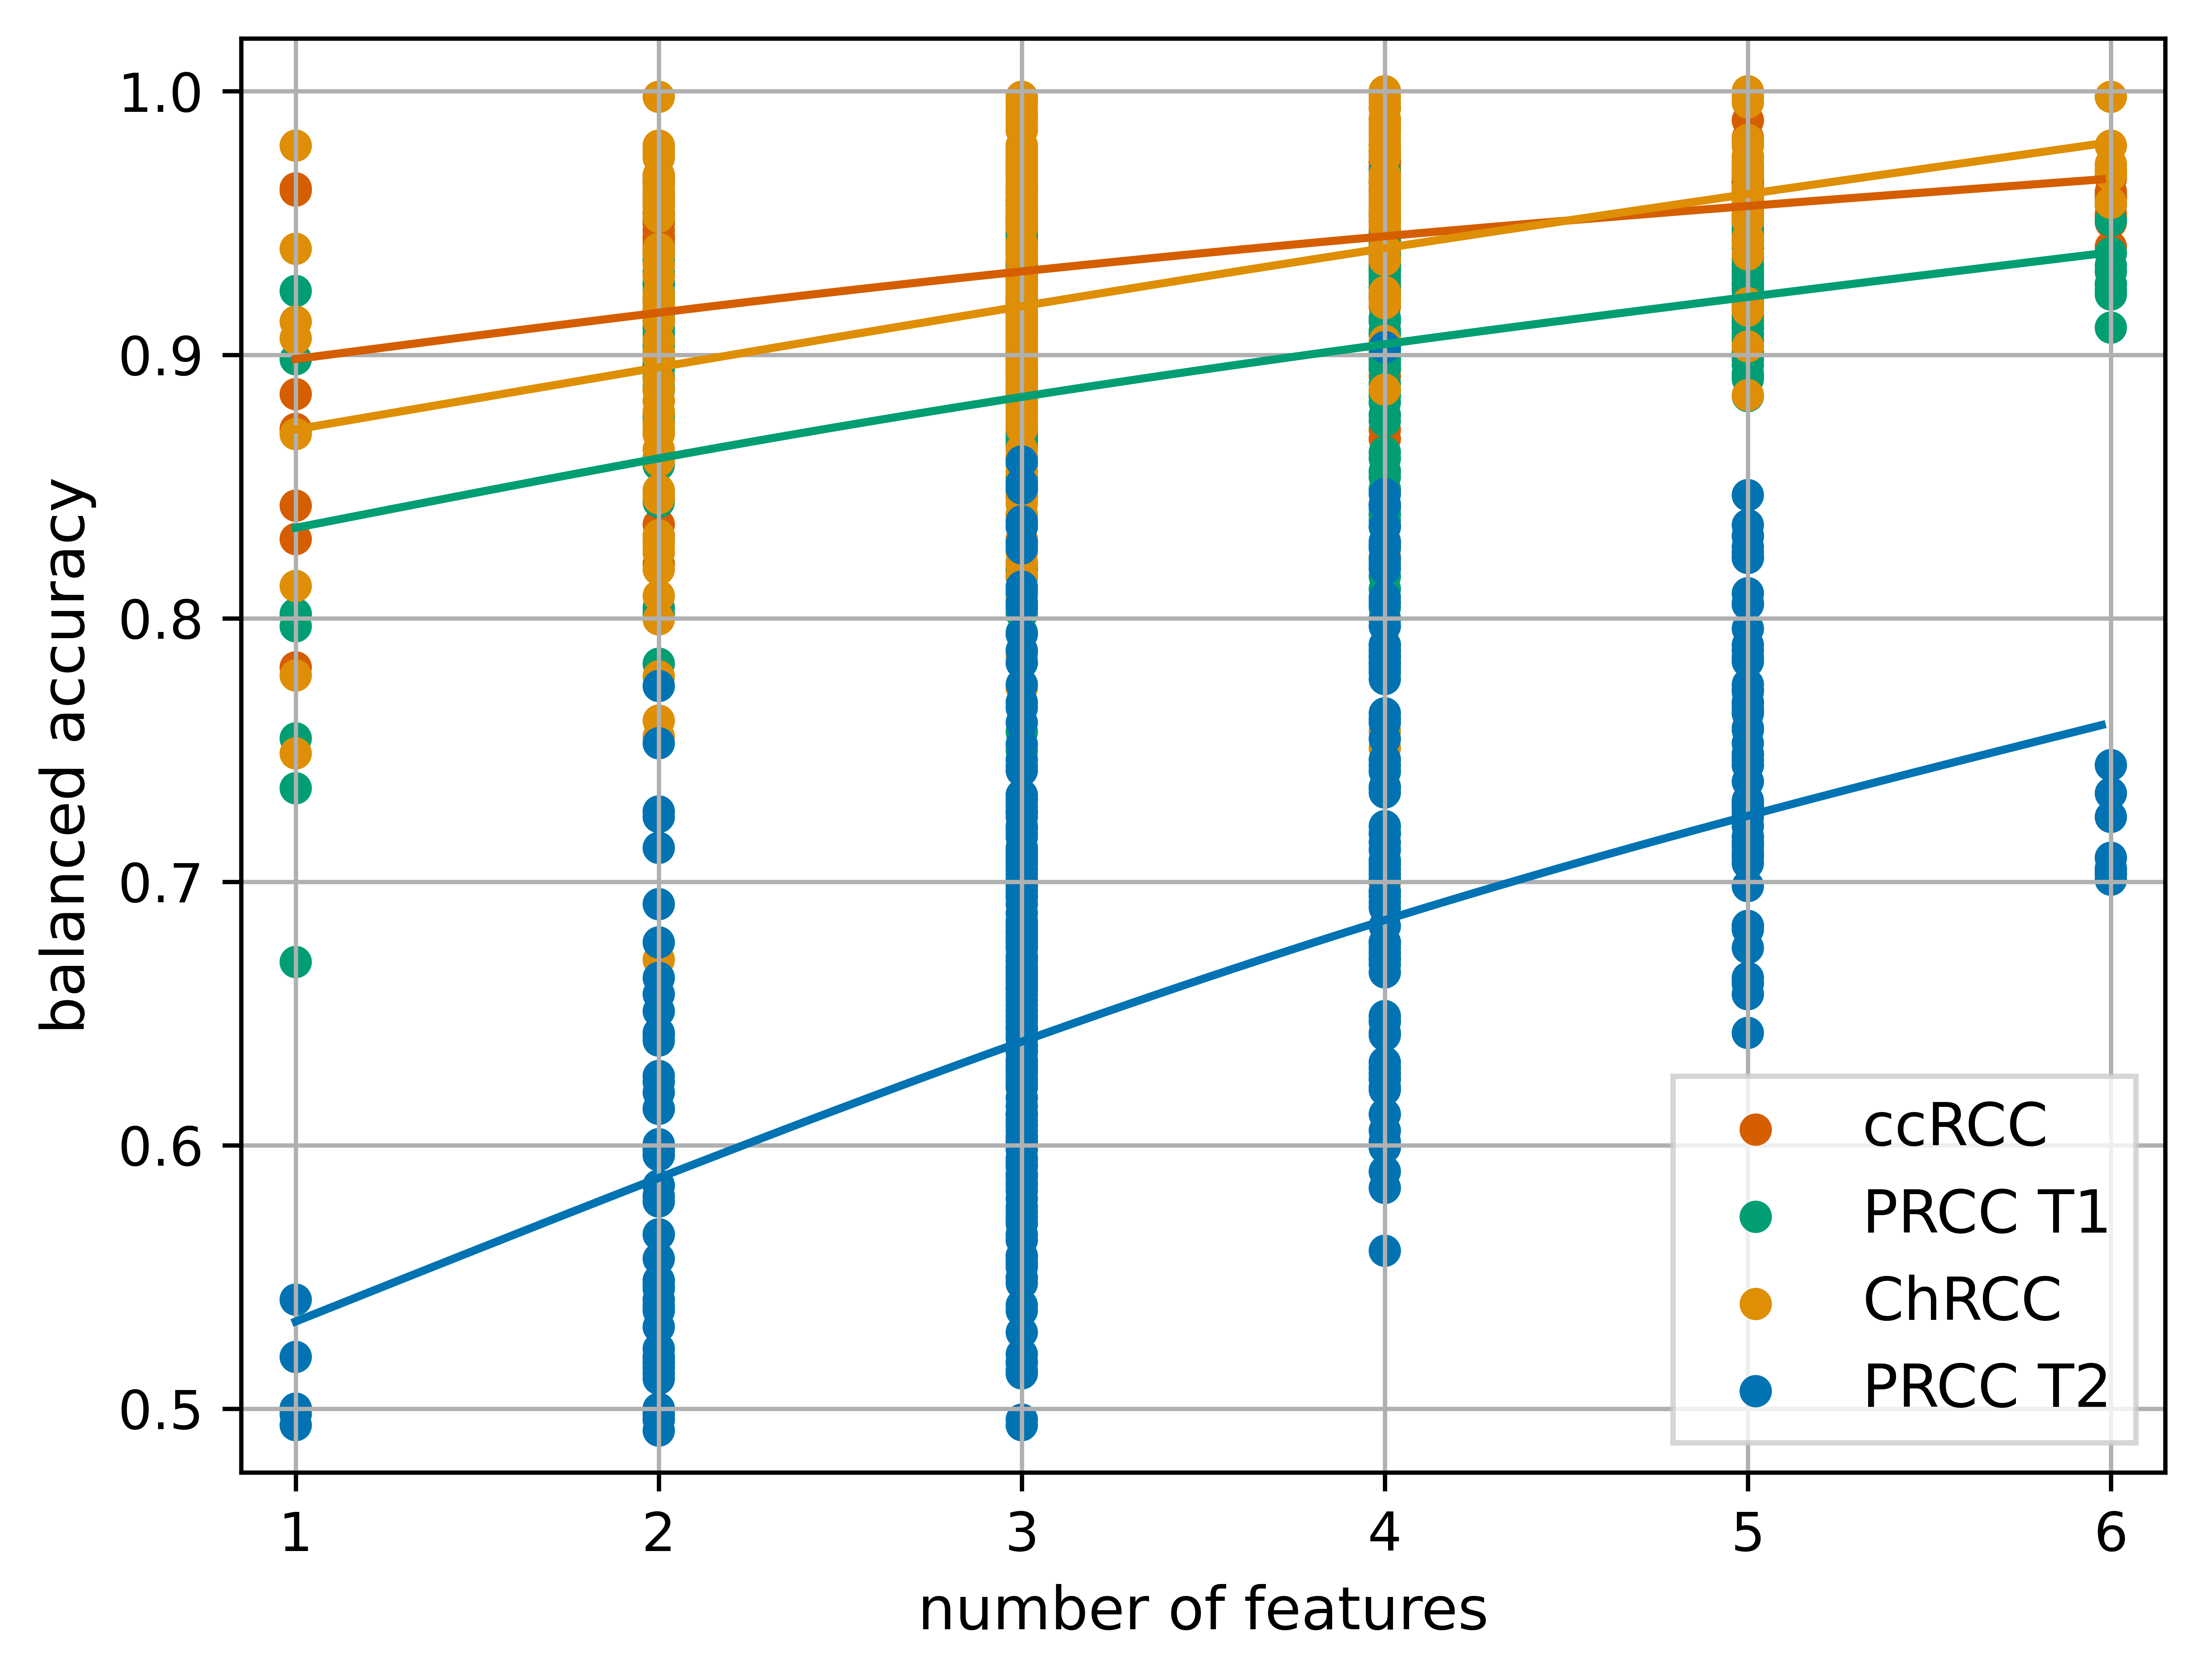 1.0
0.9
0.8
0.7
0.6
0.5
balanced accuracy
1 2 3 4 5 6
number of features
ccRCC
PRCC T1
ChRCC
PRCC T2